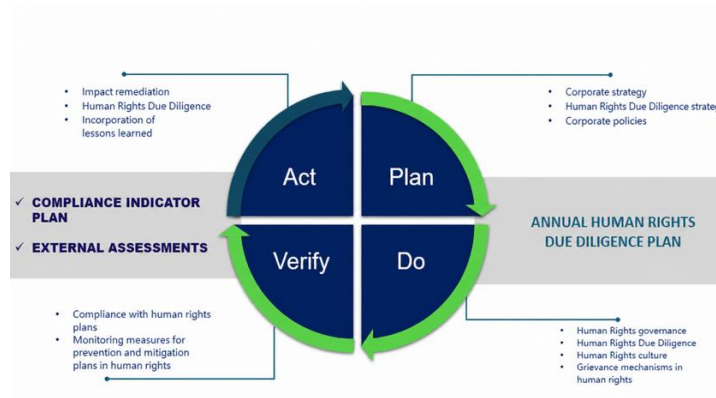 • Impact remediation
• Human Rights Due Diligence
• Incorporation of
lessons learned
• Corporate strategy
• Human Rights Due Diligence
• Corporate policies
Act
Plan
✓ COMPLIANCE INDICATOR
PLAN
✓ EXTERNAL ASSESSMENTS
ANNUAL HUMAN RIGHTS
DUE DILIGENCE PLAN
Verify
Do
• Compliance with human rights
plans
• Monitoring measures for
prevention and mitigation
plans in human rights
• Human Rights governance
• Human Rights Due Diligence
• Human Rights culture
• Grievance mechanisms in
human rights